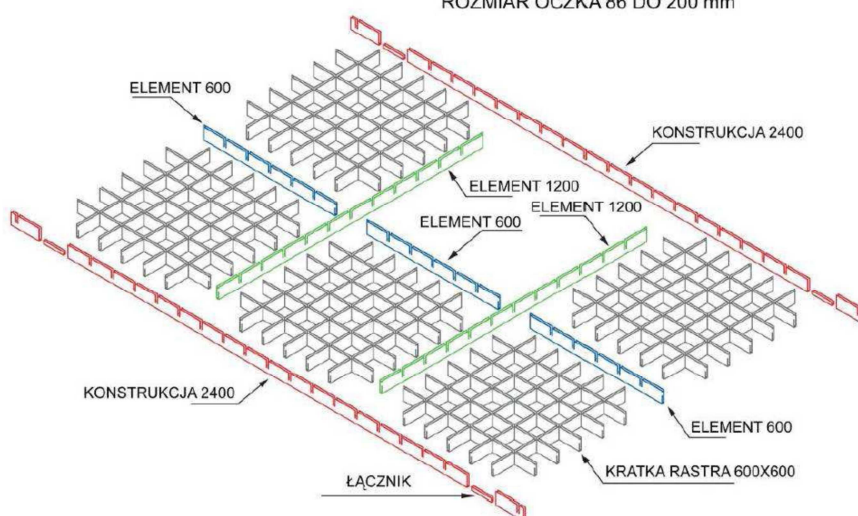 ROZMIAR OCZKA 86 DO 200 mm
ELEMENT 600
KONSTRUKCJA 2400
ELEMENT 1200
ELEMENT 1200
ELEMENT 600
KONSTRUKCJA 2400
ELEMENT 600
KRATKA RASTRA 600X600
ŁĄCZNIK